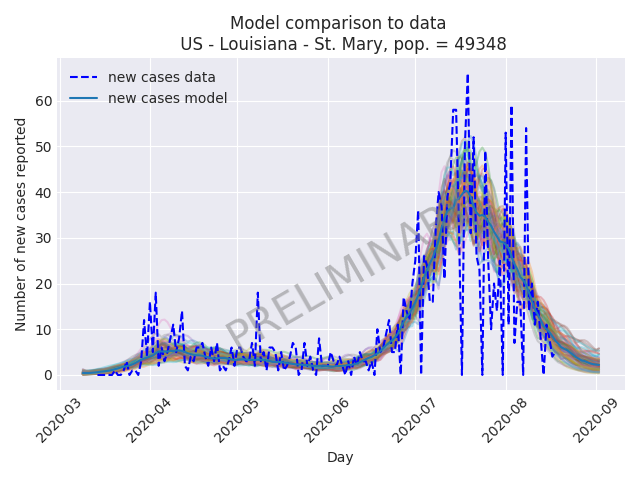 Model comparison to data
US - Louisiana - St. Mary, pop. = 49348
new cases data
new cases model
Number of new cases reported
60
50
40
30
20
10
0
PRELIMINARY
2020-03
2020-04
2020-05
2020-06
2020-07
2020-08
2020-09
Day